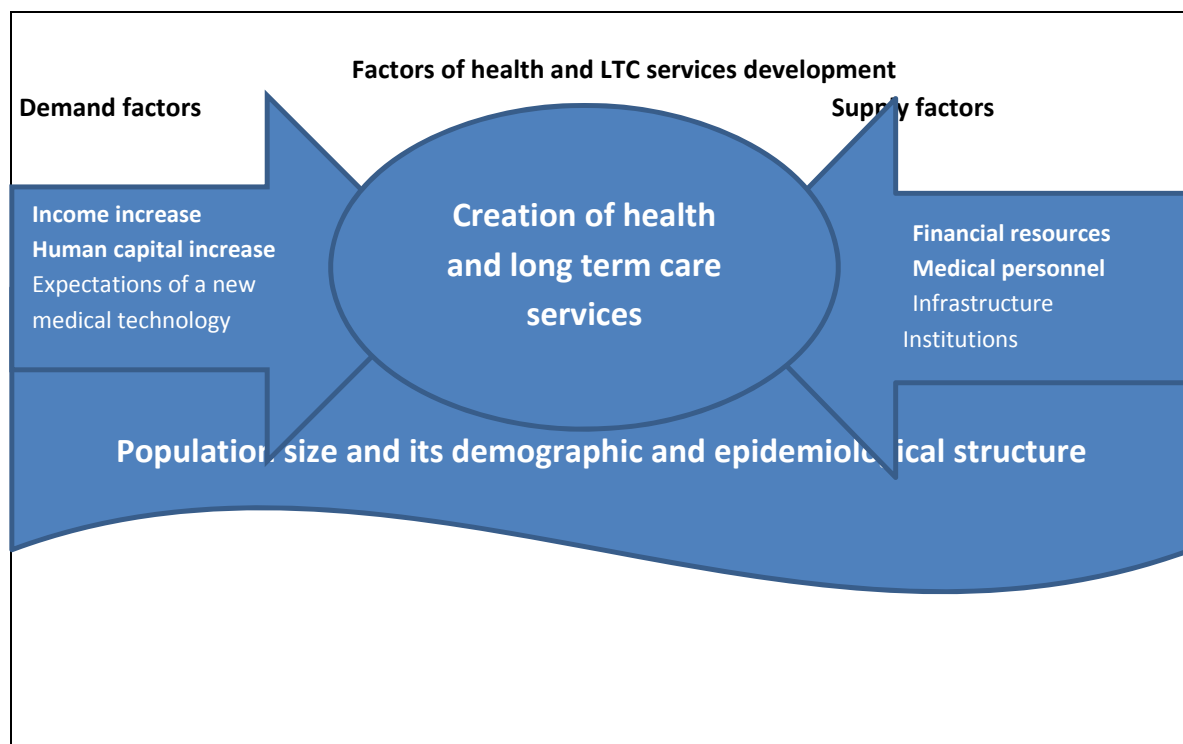 Factors of health and LTC services development
Demand factors
Supply factors
Income increase
Human capital increase
Expectations of a new
medical technology
Creation of health
and long term care
services
Financial resources
Medical personnel
Infrastructure
Institutions
Population size and its demographic and epidemiological structure